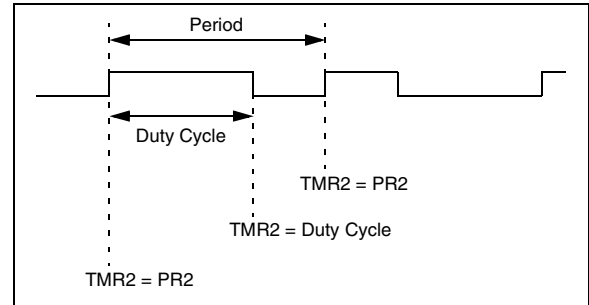 Period
Duty Cycle
TMR2 = PR2
TMR2 = Duty Cycle
TMR2 = PR2